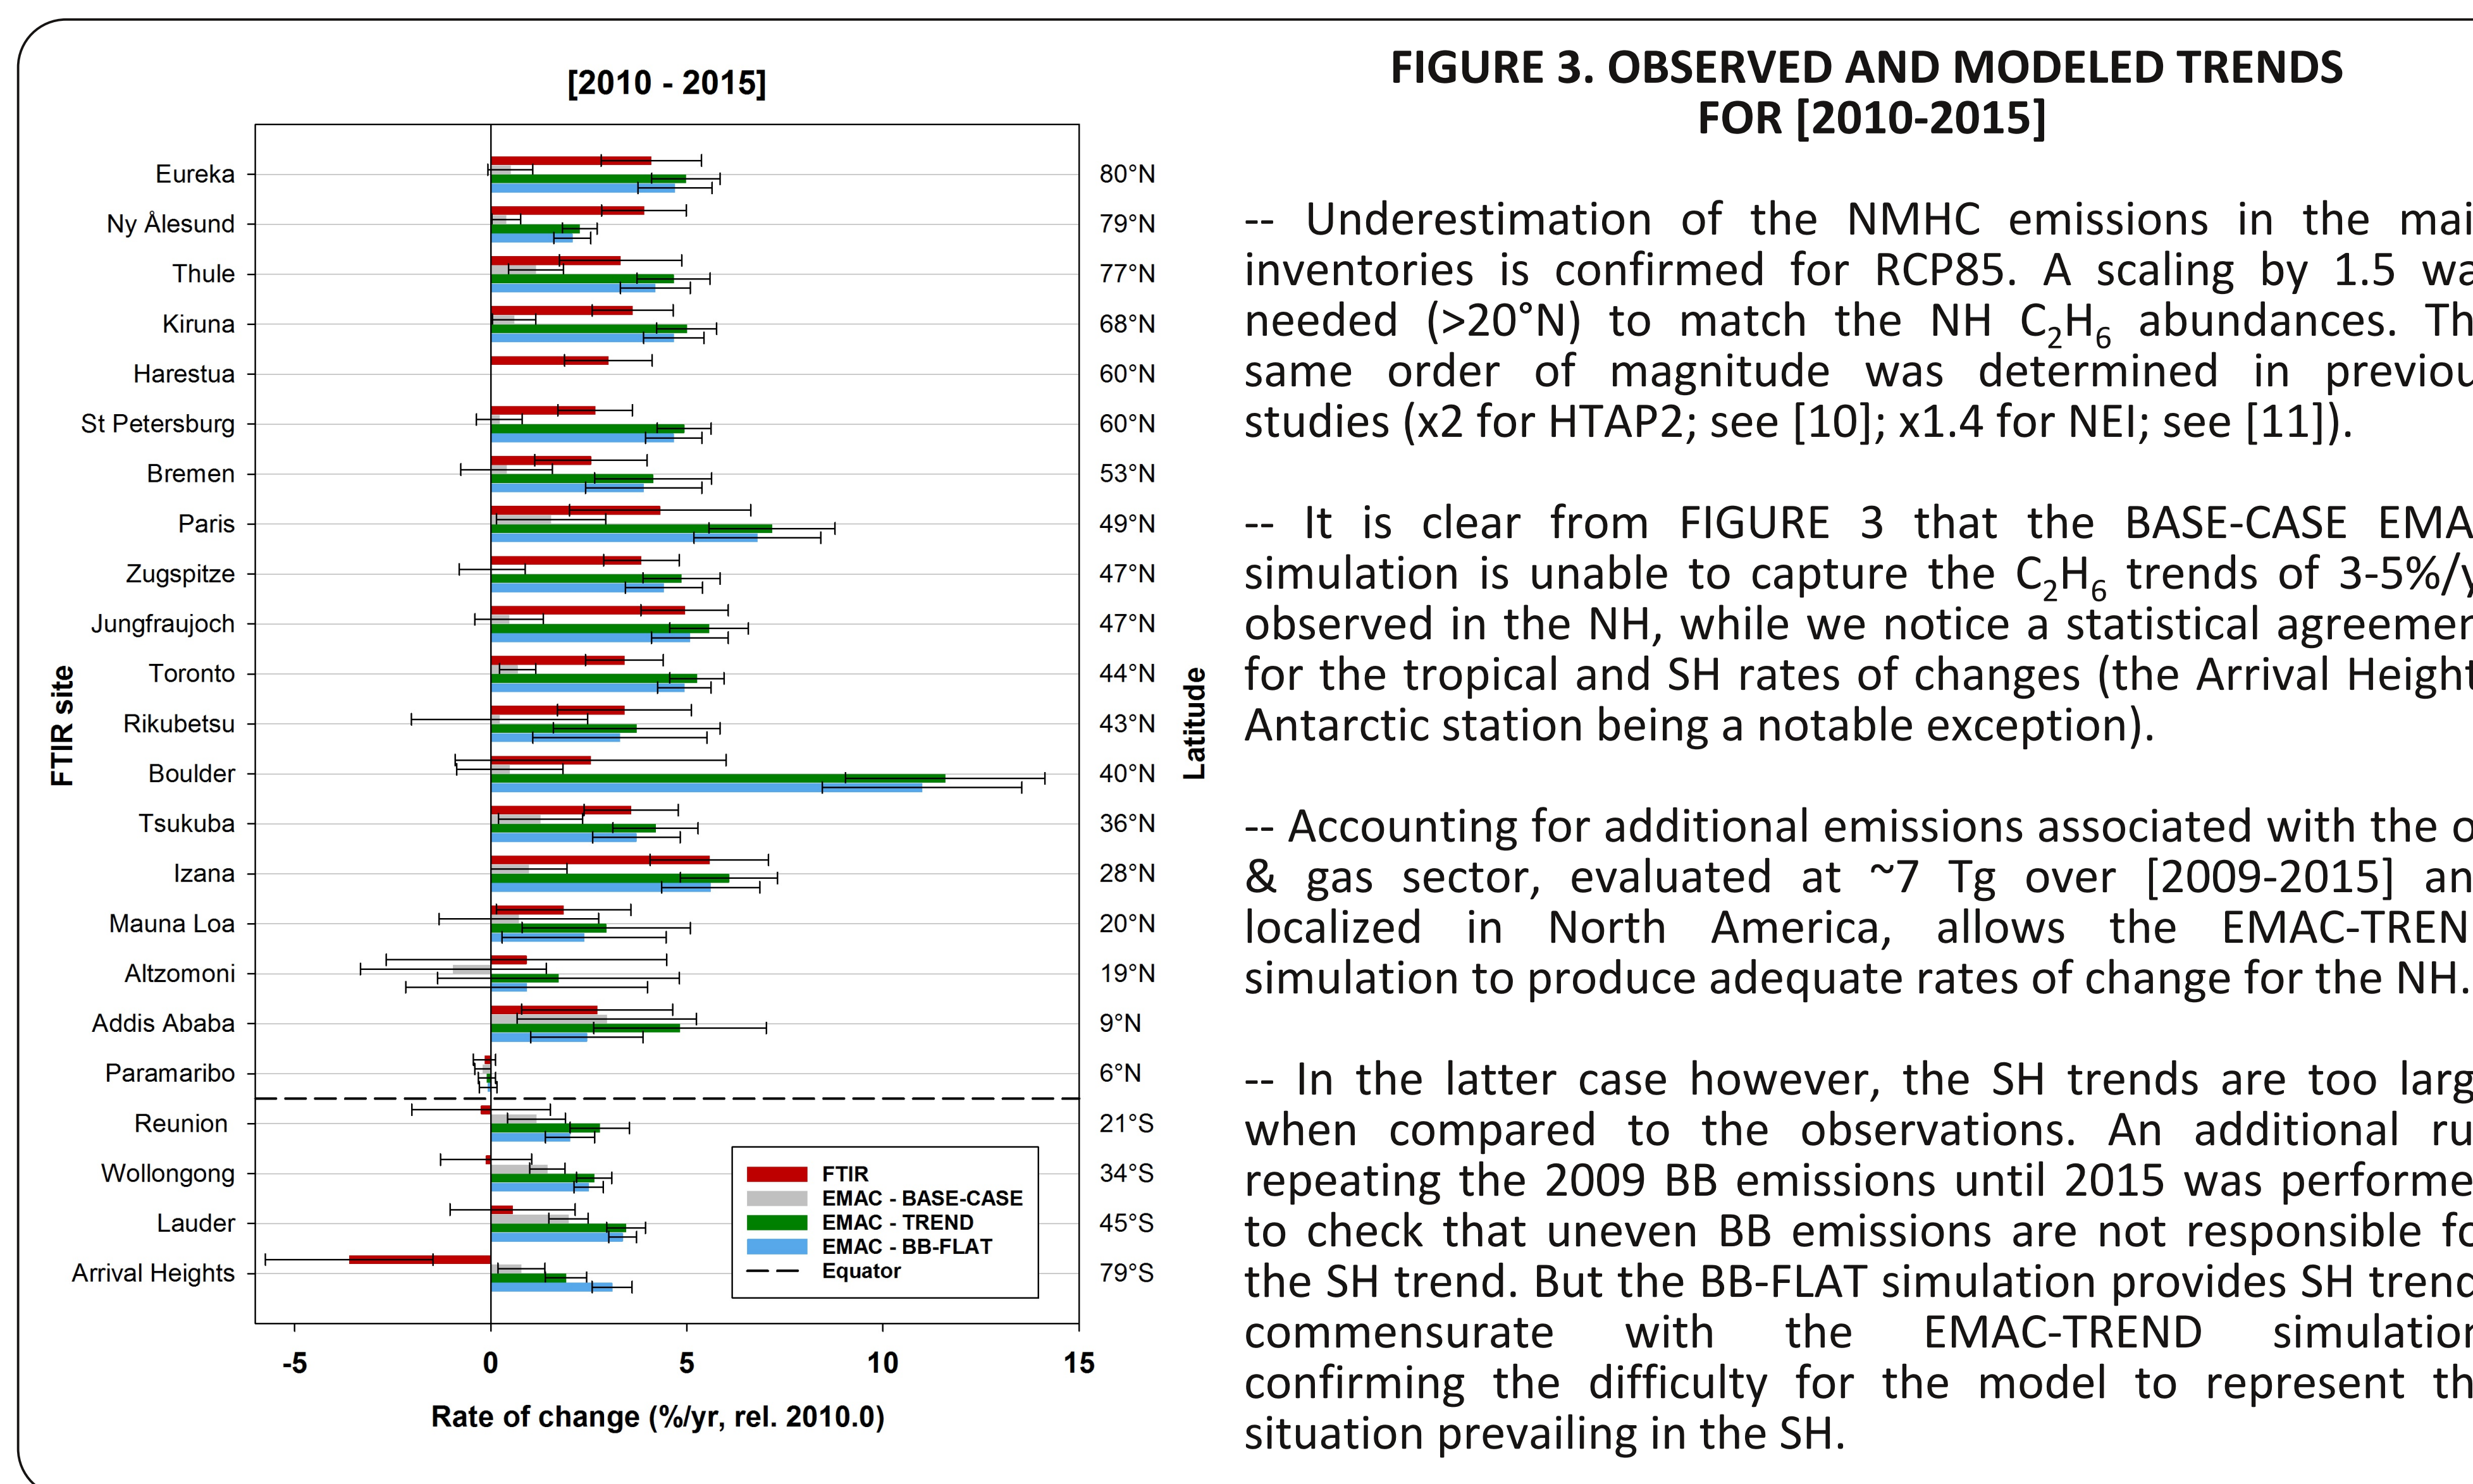 [2010 - 2015]
Eureka 80°N
Ny Ålesund 79°N
Thule 77°N
Kiruna 68°N
Harestua 60°N
St Petersburg 60°N
Bremen 53°N
Paris 49°N
Zugspitze 47°N
Jungfraujoch 47°N
Toronto 44°N
Rikubetsu 43°N
Boulder 40°N
Tsukuba 36°N
Izana 28°N
Mauna Loa 20°N
Altzomoni 19°N
Addis Ababa 9°N
Paramaribo 6°N
Reunion 21°S
Wollongong 34°S
Lauder 45°S
Arrival Heights 79°S
FTIR site
Latitude
FTIR
EMAC - BASE-CASE
EMAC - TREND
EMAC - BB-FLAT
Equator
-5 0 5 10 15
Rate of change (%/yr, rel. 2010.0)
FIGURE 3. OBSERVED AND MODELED TRENDS
FOR [2010-2015]
-- Underestimation of the NMHC emissions in the mai
inventories is confirmed for RCP85. A scaling by 1.5 wa
needed (>20°N) to match the NH C₂H₆ abundances. Th
same order of magnitude was determined in previou
studies (x2 for HTAP2; see [10]; x1.4 for NEI; see [11]).
-- It is clear from FIGURE 3 that the BASE-CASE EMA
simulation is unable to capture the C₂H₆ trends of 3-5%/y
observed in the NH, while we notice a statistical agreemen
for the tropical and SH rates of changes (the Arrival Height
Antarctic station being a notable exception).
-- Accounting for additional emissions associated with the o
& gas sector, evaluated at ~7 Tg over [2009-2015] an
localized in North America, allows the EMAC-TREN
simulation to produce adequate rates of change for the NH.
-- In the latter case however, the SH trends are too larg
when compared to the observations. An additional ru
repeating the 2009 BB emissions until 2015 was performe
to check that uneven BB emissions are not responsible fo
the SH trend. But the BB-FLAT simulation provides SH trend
commensurate with the EMAC-TREND simulation
confirming the difficulty for the model to represent th
situation prevailing in the SH.